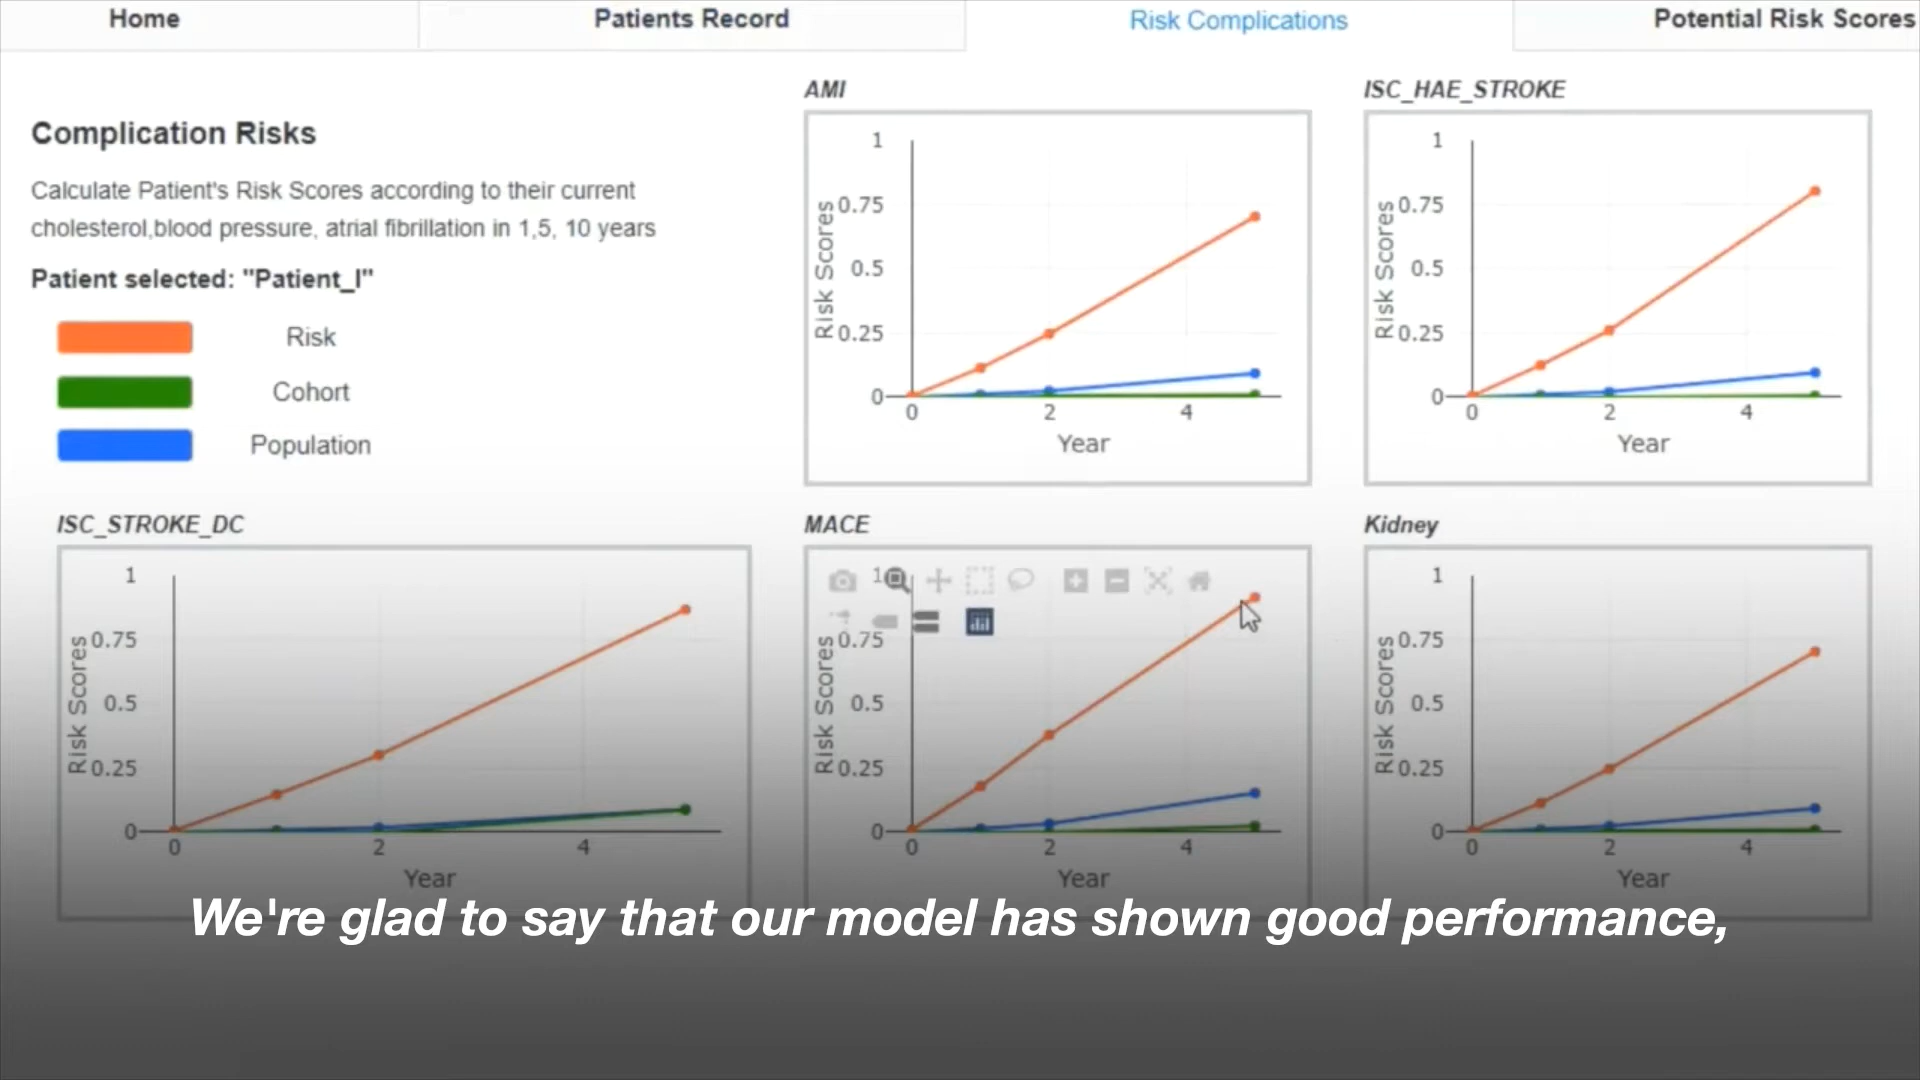 Home
Patients Record
Risk Complications
Potential Risk Scores
Complication Risks
Calculate Patient's Risk Scores according to their current
cholesterol,blood pressure, atrial fibrillation in 1,5, 10 years
Patient selected: "Patient_I"
Risk
Cohort
Population
AMI
1
0.75
0.5
0.25
0
Risk Scores
0
2
4
Year
ISC_HAE_STROKE
1
0.75
0.5
0.25
0
Risk Scores
0
2
4
Year
ISC_STROKE_DC
1
0.75
0.5
0.25
0
Risk Scores
0
2
4
Year
MACE
1
0.75
0.5
0.25
0
Risk Scores
0
2
4
Year
Kidney
1
0.75
0.5
0.25
0
Risk Scores
0
2
4
Year
We're glad to say that our model has shown good performance,